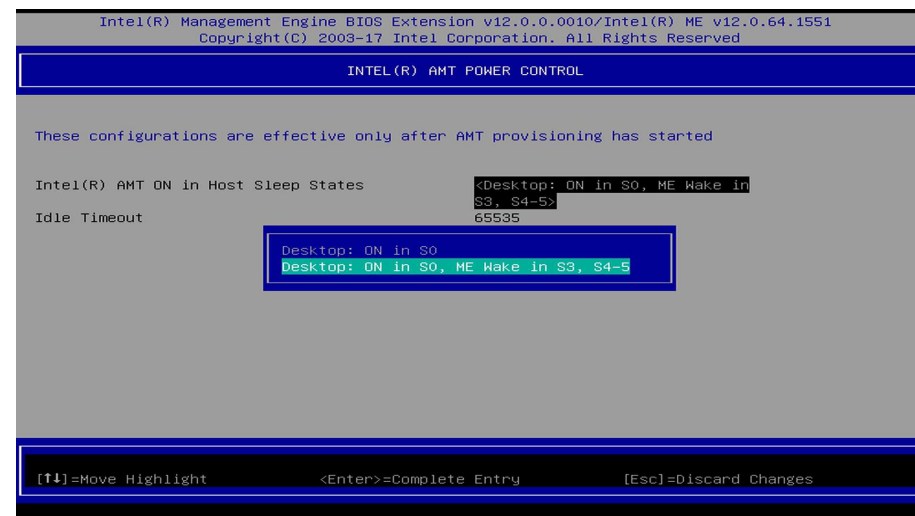 Intel(R) Management Engine BIOS Extension v12.0.0.0010/Intel(R) ME v12.0.64.1551
Copyright(C) 2003-17 Intel Corporation. All Rights Reserved
INTEL(R) AMT POWER CONTROL
These configurations are effective only after AMT provisioning has started
Intel(R) AMT ON in Host Sleep States <Desktop: ON in S0, ME Wake in
S3, S4-5>
Idle Timeout 65535
Desktop: ON in S0
Desktop: ON in S0, ME Wake in S3, S4-5
[↑↓]=Move Highlight <Enter>=Complete Entry [Esc]=Discard Changes